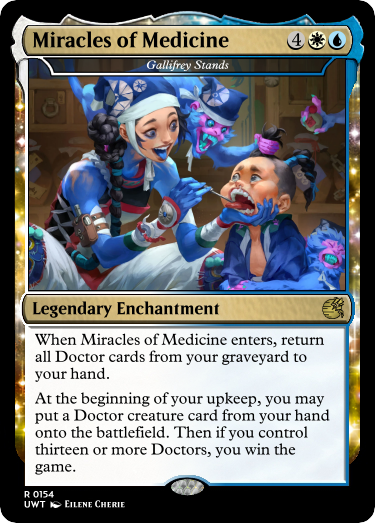 Miracles of Medicine 4
Gallifrey Stands
Legendary Enchantment
When Miracles of Medicine enters, return
all Doctor cards from your graveyard to
your hand.
At the beginning of your upkeep, you may
put a Doctor creature card from your hand
onto the battlefield. Then if you control
thirteen or more Doctors, you win the
game.
R 0154
UWT EILENE CHERIE